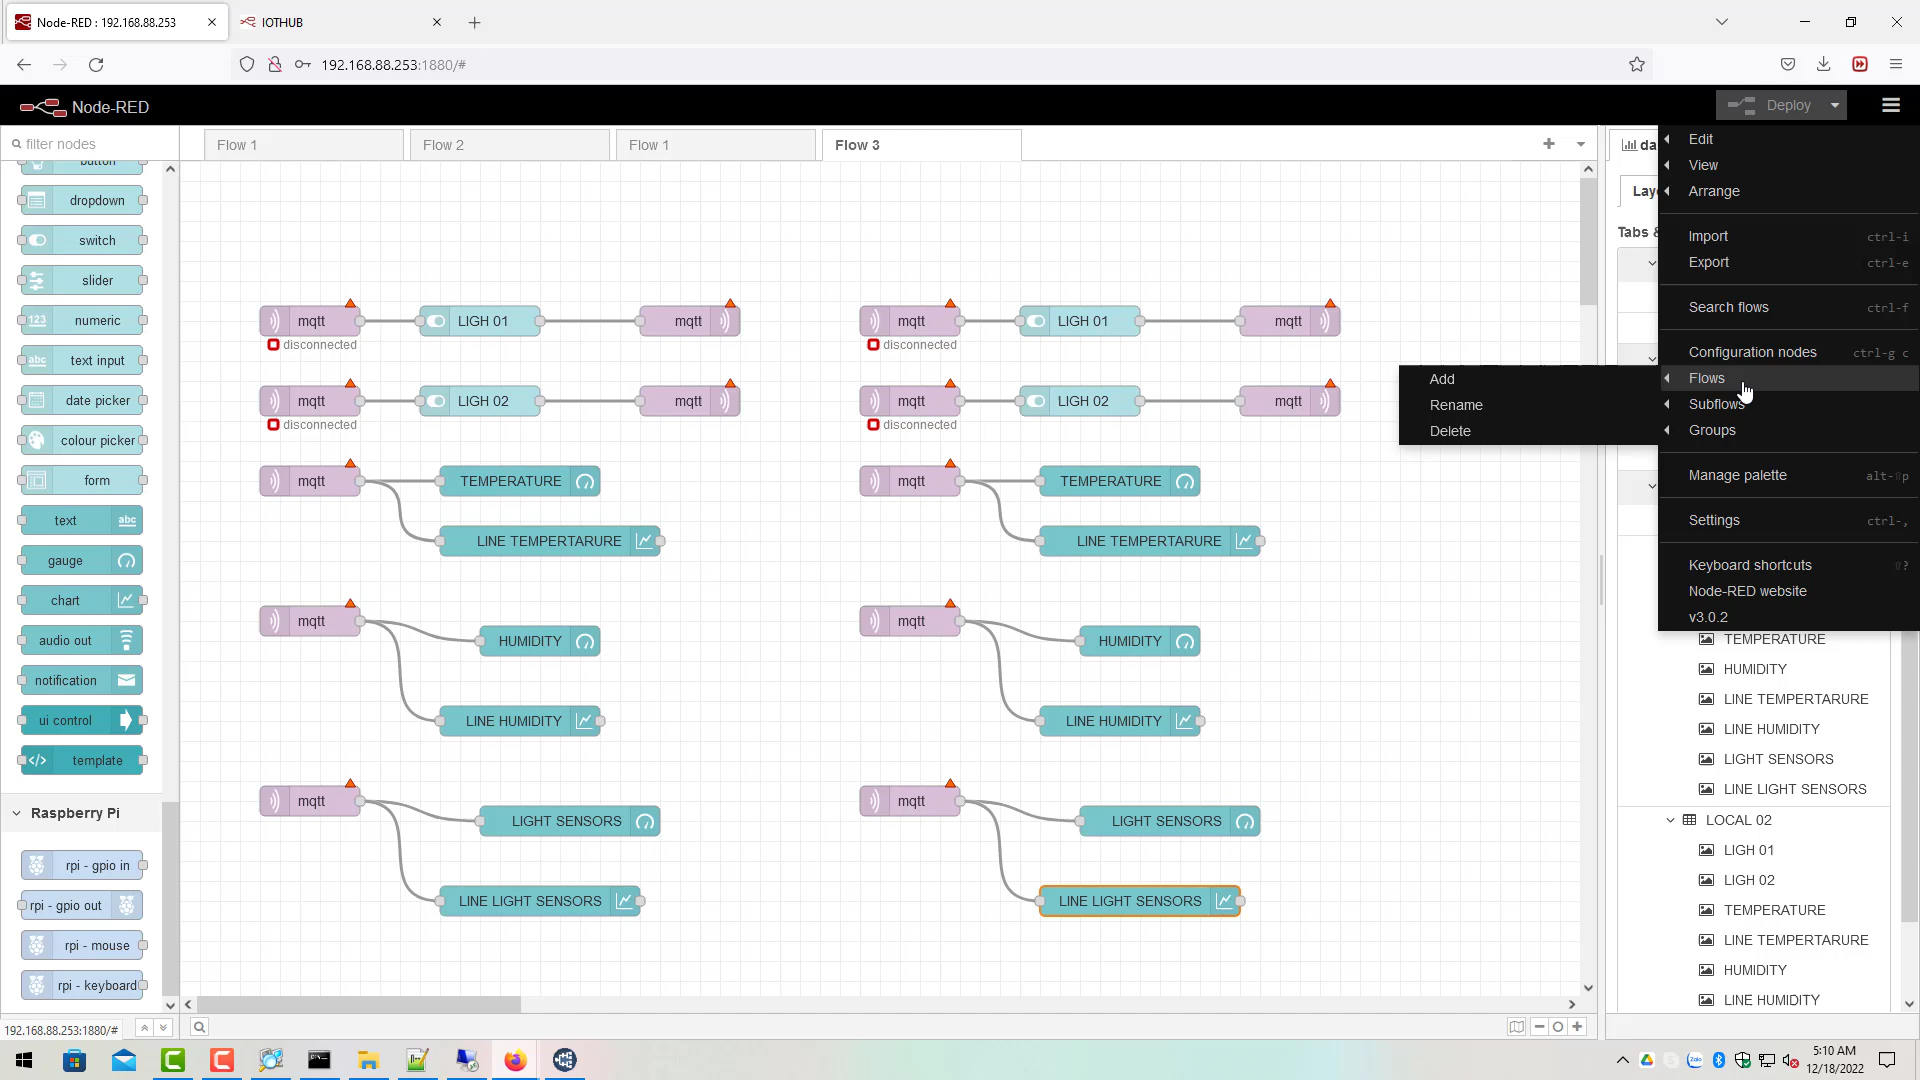 Node-RED : 192.168.88.253
IOTHUB
192.168.88.253:1880/#
Node-RED
Deploy
filter nodes
Flow 1
Flow 2
Flow 1
Flow 3
da
Lay
Tabs &
button
dropdown
switch
slider
123 numeric
abc text input
date picker
colour picker
form
text abc
gauge
chart
audio out
notification
ui control
template
Raspberry Pi
rpi - gpio in
rpi - gpio out
rpi - mouse
rpi - keyboard
mqtt
LIGH 01
mqtt
disconnected
mqtt
LIGH 02
mqtt
disconnected
mqtt
TEMPERATURE
LINE TEMPERTARURE
mqtt
HUMIDITY
LINE HUMIDITY
mqtt
LIGHT SENSORS
LINE LIGHT SENSORS
mqtt
LIGH 01
mqtt
disconnected
mqtt
LIGH 02
mqtt
disconnected
mqtt
TEMPERATURE
LINE TEMPERTARURE
mqtt
HUMIDITY
LINE HUMIDITY
mqtt
LIGHT SENSORS
LINE LIGHT SENSORS
Add
Rename
Delete
Edit
View
Arrange
Import ctrl-i
Export ctrl-e
Search flows ctrl-f
Configuration nodes ctrl-g c
Flows
Subflows
Groups
Manage palette alt-⇧p
Settings ctrl-,
Keyboard shortcuts ⇧?
Node-RED website
v3.0.2
TEMPERATURE
HUMIDITY
LINE TEMPERTARURE
LINE HUMIDITY
LIGHT SENSORS
LINE LIGHT SENSORS
LOCAL 02
LIGH 01
LIGH 02
TEMPERATURE
LINE TEMPERTARURE
HUMIDITY
LINE HUMIDITY
192.168.88.253:1880/#
Zalo
5:10 AM
12/18/2022